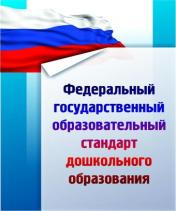 Федеральный
государственный
образовательный
стандарт
дошкольного
образования